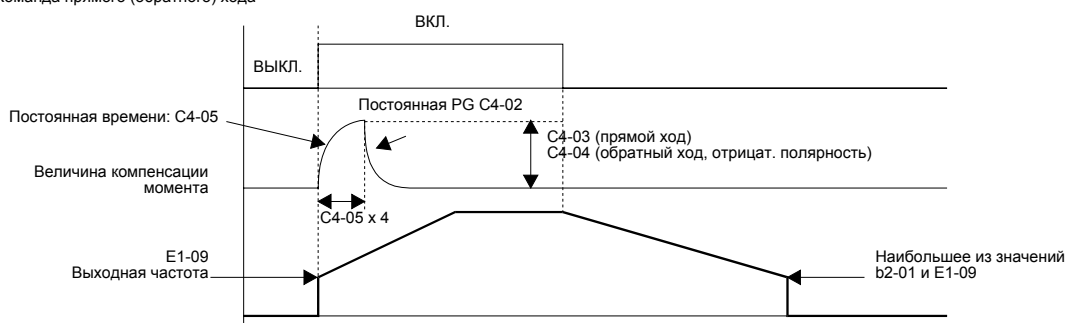 Команда прямого (обратного) хода
ВКЛ.
ВЫКЛ.
Постоянная PG C4-02
Постоянная времени: C4-05
C4-03 (прямой ход)
C4-04 (обратный ход, отрицат. полярность)
Величина компенсации
момента
C4-05 x 4
E1-09
Выходная частота
Наибольшее из значений
b2-01 и E1-09